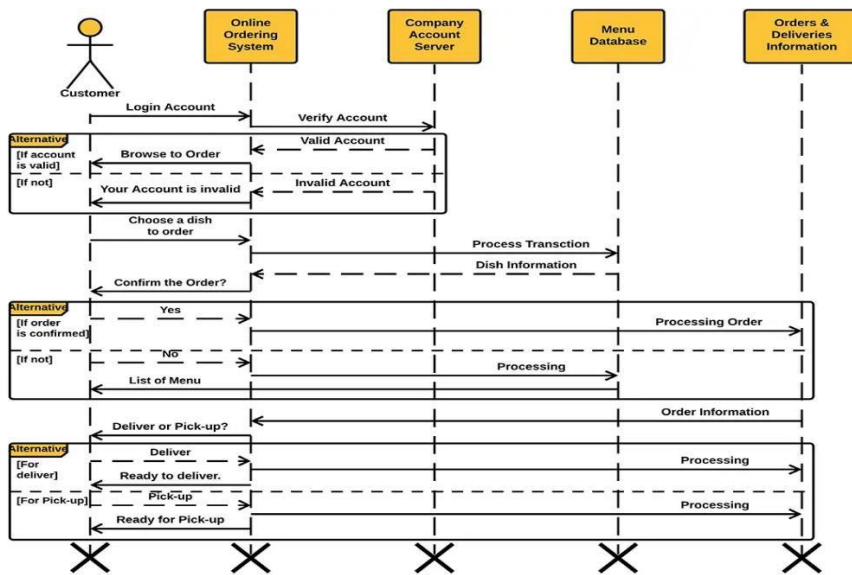 Online
Ordering
System
Company
Account
Server
Menu
Database
Orders &
Deliveries
Information
Customer
Login Account
Verify Account
Alternative
Valid Account
[If account
is valid]
Browse to Order
[If not]
Invalid Account
Your Account is invalid
Choose a dish
to order
Process Transction
Dish Information
Confirm the Order?
Alternative
Yes
[If order
is confirmed]
Processing Order
[If not]
No
Processing
List of Menu
Order Information
Deliver or Pick-up?
Alternative
Deliver
[For
deliver]
Processing
Ready to deliver.
[For Pick-up]
Pick-up
Processing
Ready for Pick-up